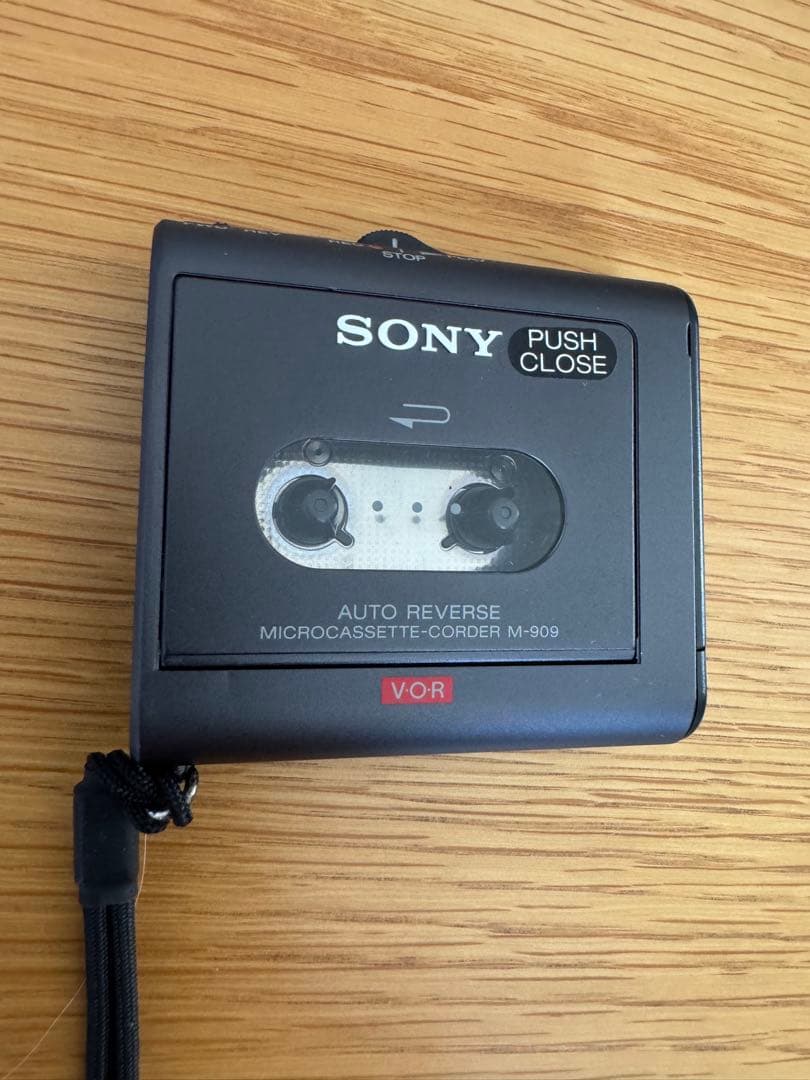 STOP
SONY
PUSH
CLOSE
AUTO REVERSE
MICROCASSETTE-CORDER M-909
V·O·R